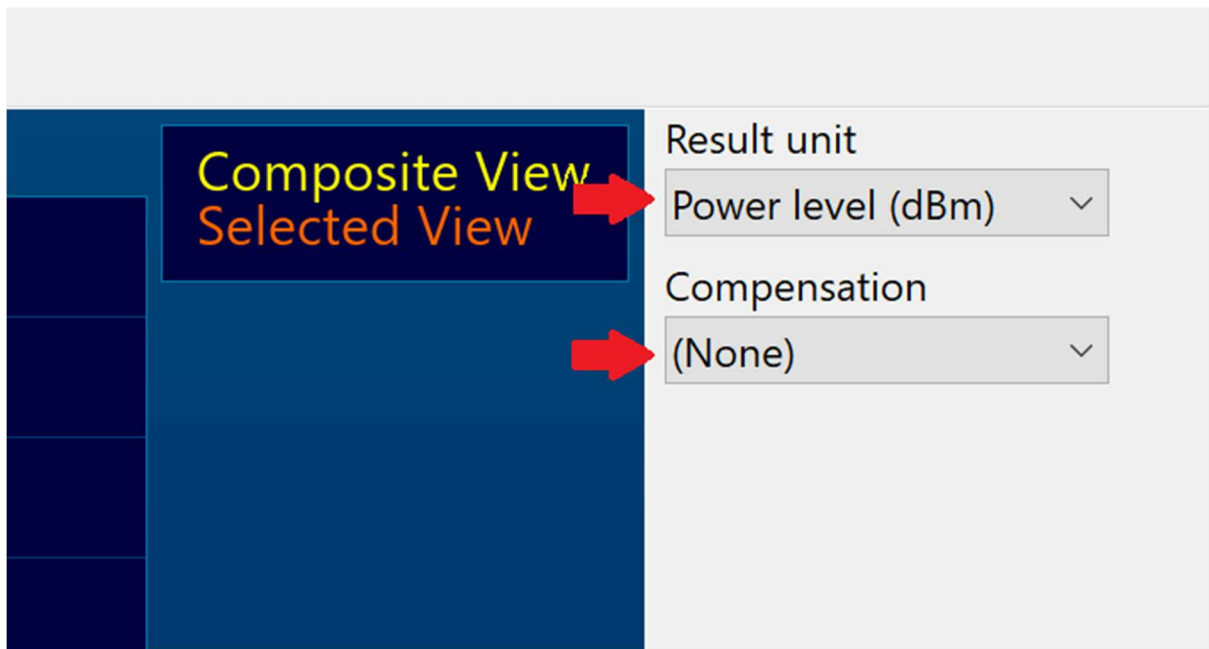 Composite View
Selected View
Result unit
Power level (dBm)
Compensation
(None)